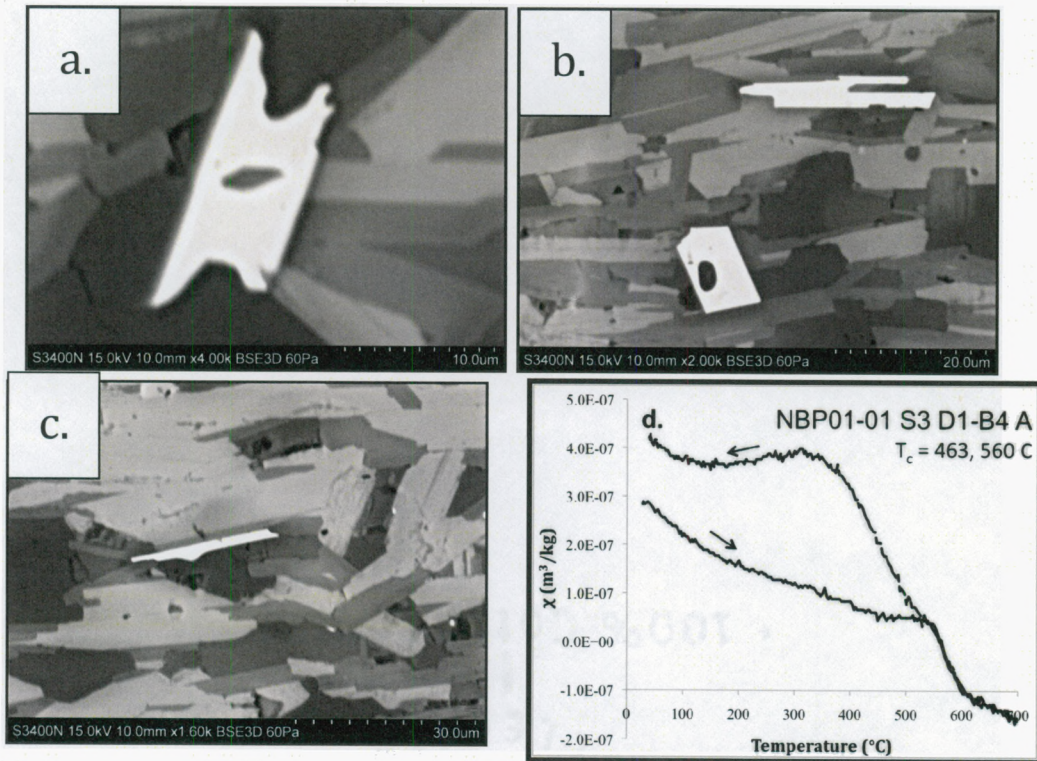 a.
S3400N 15.0kV 10.0mm x4.00k BSE3D 60Pa 10.0um
b.
S3400N 15.0kV 10.0mm x2.00k BSE3D 60Pa 20.0um
c.
S3400N 15.0kV 10.0mm x1.60k BSE3D 60Pa 30.0um
d.
NBP01-01 S3 D1-B4 A
Tc = 463, 560 C
5.0E-07
4.0E-07
3.0E-07
2.0E-07
1.0E-07
0.0E+00
-1.0E-07
-2.0E-07
χ (m³/kg)
0 100 200 300 400 500 600 700
Temperature (°C)